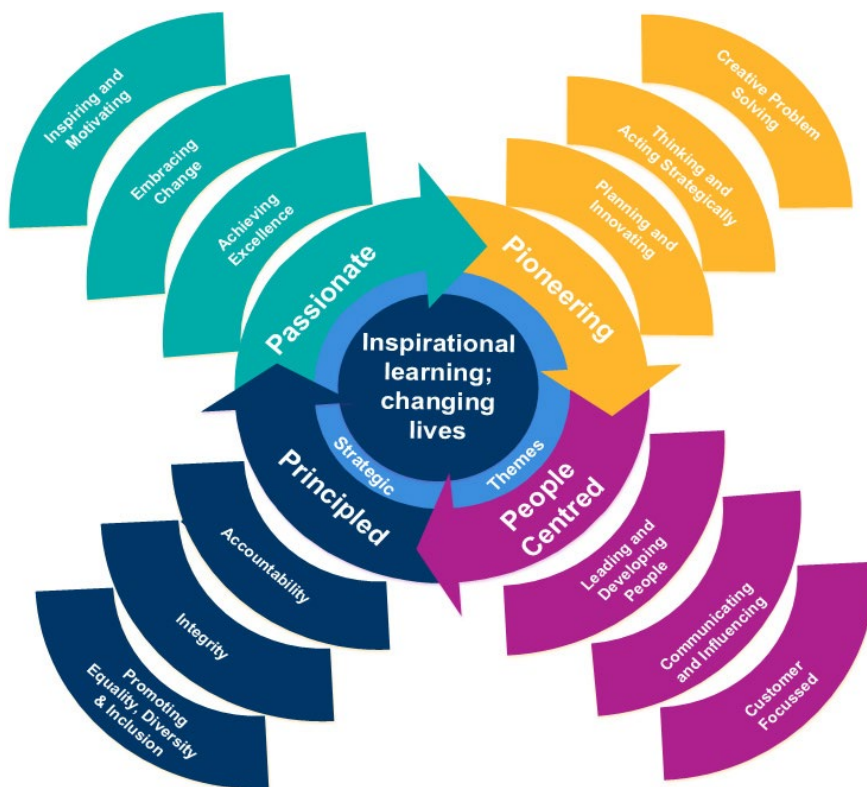 Inspiring and
Motivating
Embracing
Change
Achieving
Excellence
Passionate
Creative Problem
Solving
Thinking and
Acting Strategically
Planning and
Innovating
Pioneering
Inspirational
learning;
changing
lives
Strategic
Themes
Principled
Accountability
Integrity
Promoting
Equality, Diversity
& Inclusion
People
Centred
Leading and
Developing
People
Communicating
and Influencing
Customer
Focussed